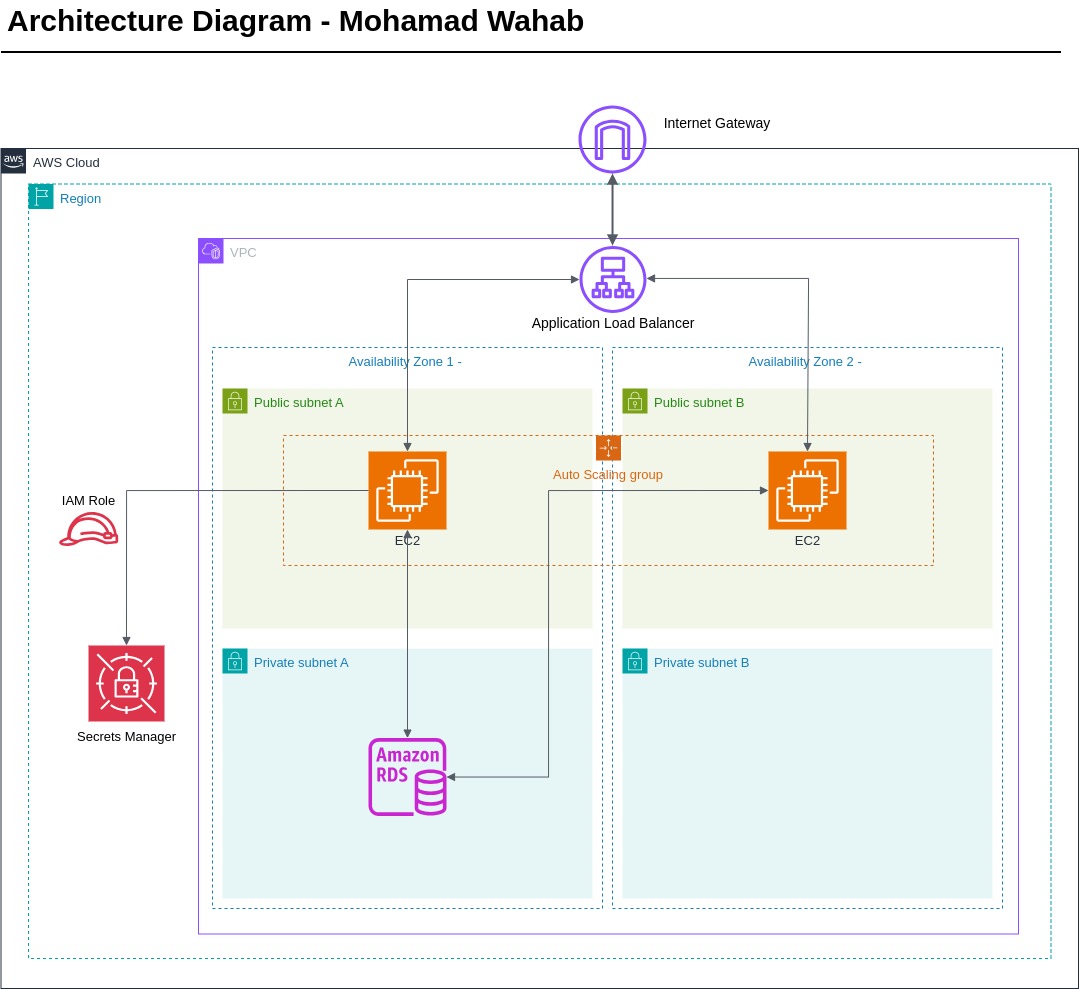 Architecture Diagram - Mohamad Wahab
Internet Gateway
aws
AWS Cloud
Region
VPC
Application Load Balancer
Availability Zone 1 -
Availability Zone 2 -
Public subnet A
Public subnet B
Auto Scaling group
IAM Role
EC2
EC2
Private subnet A
Private subnet B
Secrets Manager
Amazon
RDS